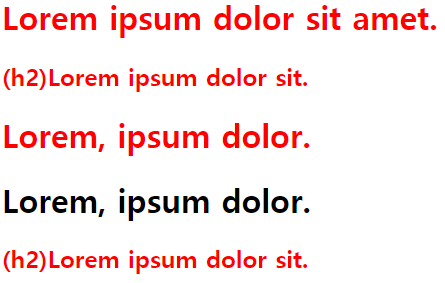 Lorem ipsum dolor sit amet.
(h2)Lorem ipsum dolor sit.
Lorem, ipsum dolor.
Lorem, ipsum dolor.
(h2)Lorem ipsum dolor sit.